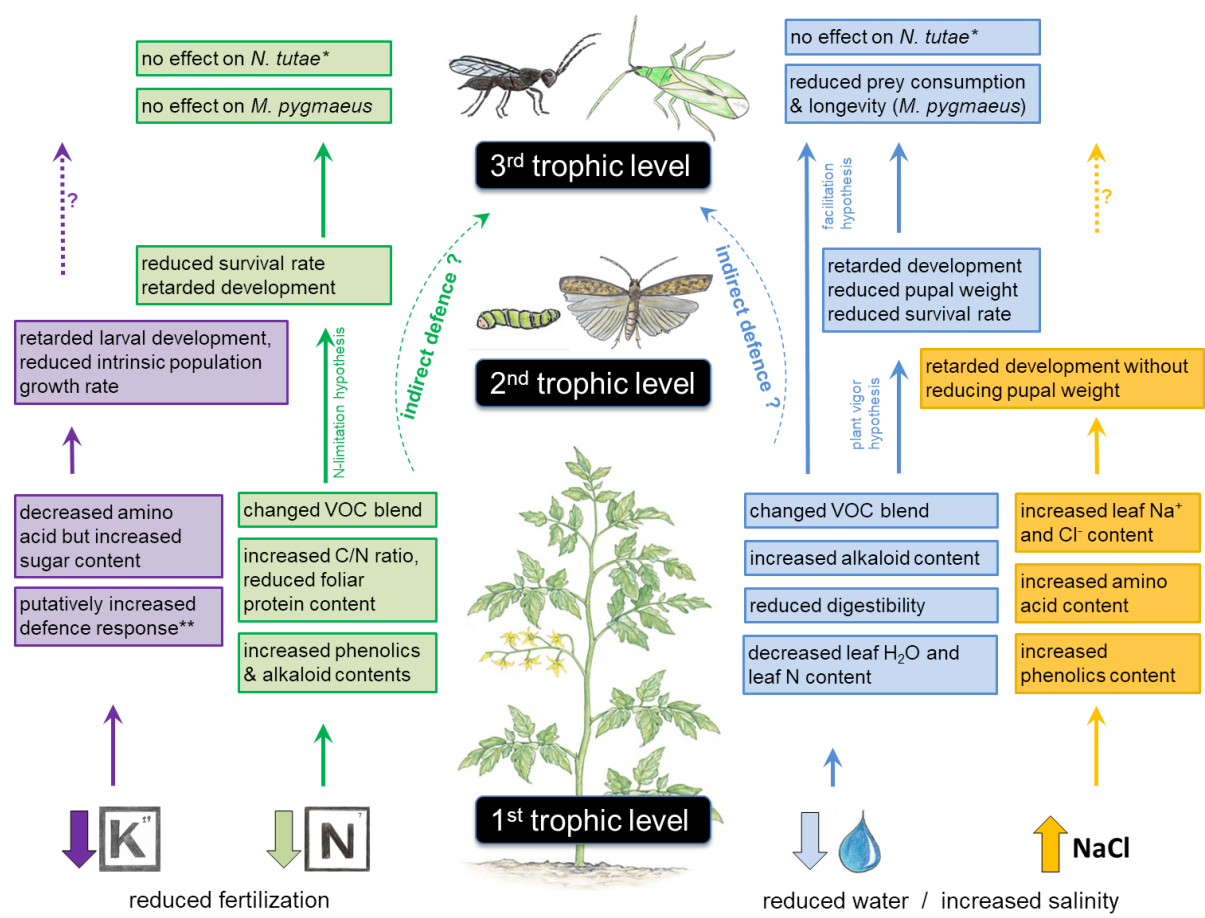 no effect on N. tutae*
no effect on M. pygmaeus
no effect on N. tutae*
reduced prey consumption
& longevity (M. pygmaeus)
3rd trophic level
?
?
facilitation
hypothesis
reduced survival rate
retarded development
retarded development
reduced pupal weight
reduced survival rate
indirect defence ?
indirect defence ?
retarded larval development,
reduced intrinsic population
growth rate
N-limitation hypothesis
2nd trophic level
plant vigor
hypothesis
retarded development without
reducing pupal weight
decreased amino
acid but increased
sugar content
putatively increased
defence response**
changed VOC blend
increased C/N ratio,
reduced foliar
protein content
increased phenolics
& alkaloid contents
changed VOC blend
increased alkaloid content
reduced digestibility
decreased leaf H2O and
leaf N content
increased leaf Na+
and Cl- content
increased amino
acid content
increased
phenolics content
K 19
N 7
1st trophic level
NaCl
reduced fertilization
reduced water / increased salinity